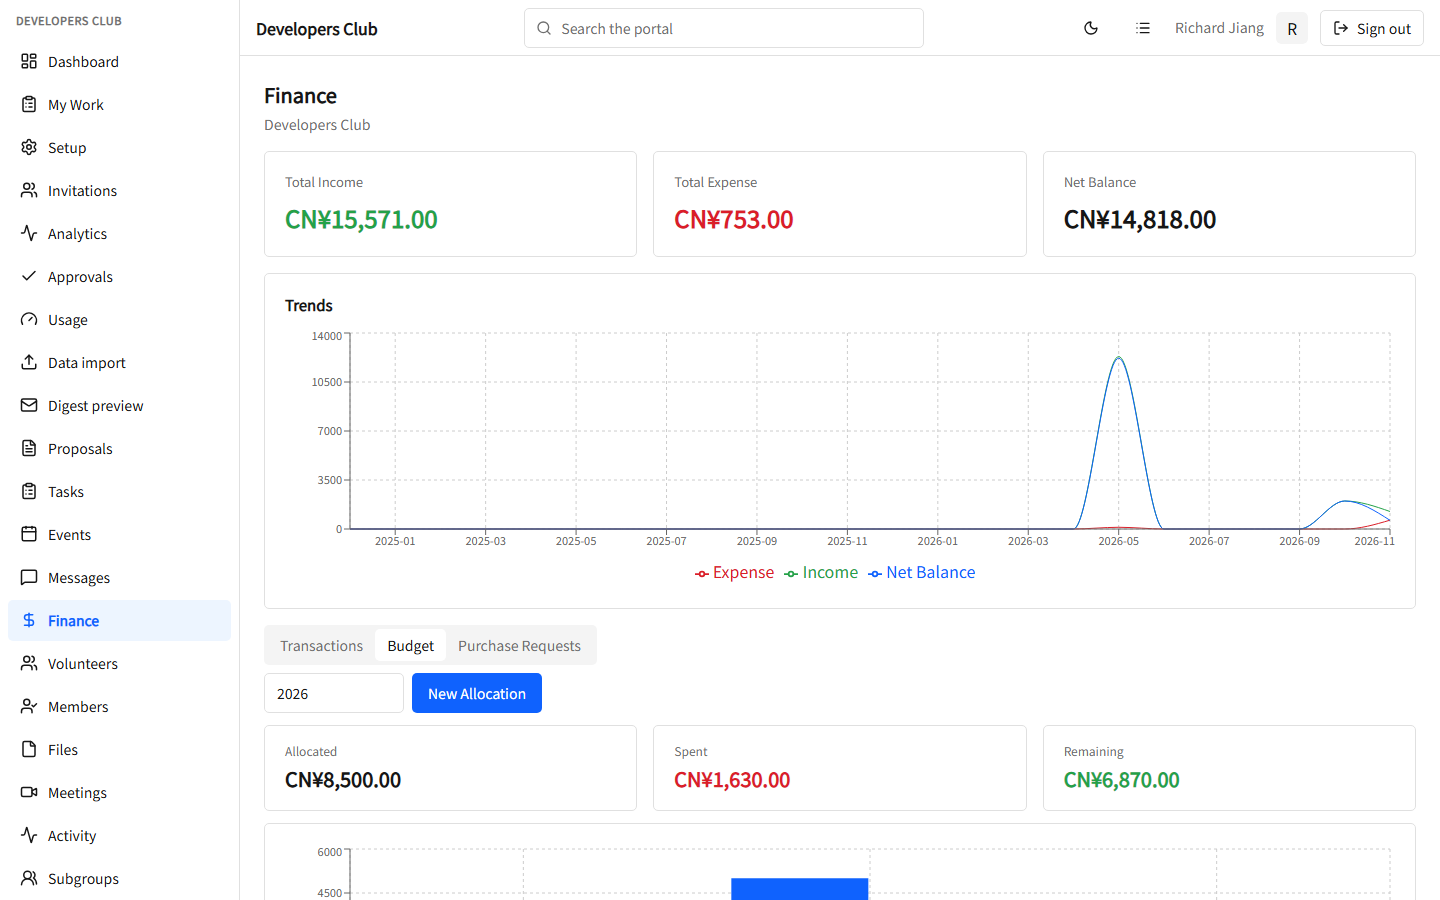 DEVELOPERS CLUB
Dashboard
My Work
Setup
Invitations
Analytics
Approvals
Usage
Data import
Digest preview
Proposals
Tasks
Events
Messages
Finance
Volunteers
Members
Files
Meetings
Activity
Subgroups
Developers Club
Search the portal
Richard Jiang
R
Sign out
Finance
Developers Club
Total Income
CN¥15,571.00
Total Expense
CN¥753.00
Net Balance
CN¥14,818.00
Trends
14000
10500
7000
3500
0
2025-01 2025-03 2025-05 2025-07 2025-09 2025-11 2026-01 2026-03 2026-05 2026-07 2026-09 2026-11
Expense Income Net Balance
Transactions Budget Purchase Requests
2026
New Allocation
Allocated
CN¥8,500.00
Spent
CN¥1,630.00
Remaining
CN¥6,870.00
6000
4500